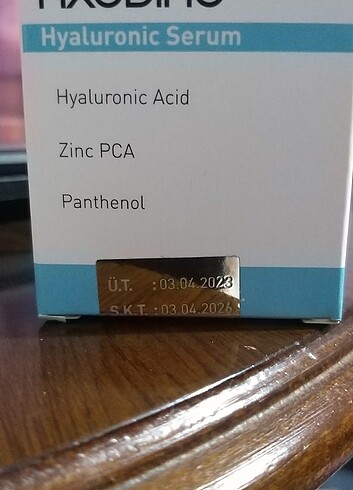 Hyaluronic Serum
Hyaluronic Acid
Zinc PCA
Panthenol
Ü.T. :03.04.2023
S.K.T. :03.04.2026